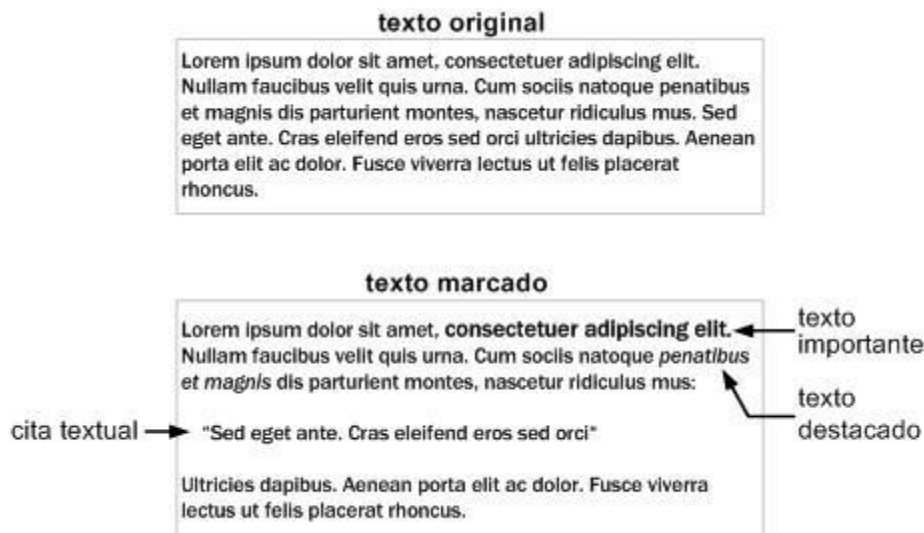 texto original
Lorem ipsum dolor sit amet, consectetuer adipiscing elit.
Nullam faucibus velit quis urna. Cum sociis natoque penatibus
et magnis dis parturient montes, nascetur ridiculus mus. Sed
eget ante. Cras eleifend eros sed orci ultricies dapibus. Aenean
porta elit ac dolor. Fusce viverra lectus ut felis placerat
rhoncus.
texto marcado
Lorem ipsum dolor sit amet, consectetuer adipiscing elit.
Nullam faucibus velit quis urna. Cum sociis natoque penatibus
et magnis dis parturient montes, nascetur ridiculus mus:
texto
importante
texto
destacado
cita textual
"Sed eget ante. Cras eleifend eros sed orci"
Ultricies dapibus. Aenean porta elit ac dolor. Fusce viverra
lectus ut felis placerat rhoncus.